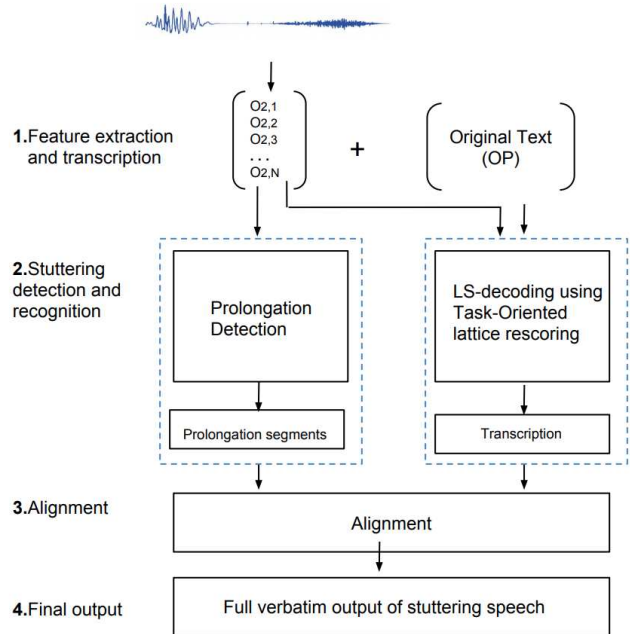 O2,1
O2,2
O2,3
. . .
O2,N
1.Feature extraction
and transcription
+
Original Text
(OP)
2.Stuttering
detection and
recognition
Prolongation
Detection
LS-decoding using
Task-Oriented
lattice rescoring
Prolongation segments
Transcription
3.Alignment
Alignment
4.Final output
Full verbatim output of stuttering speech